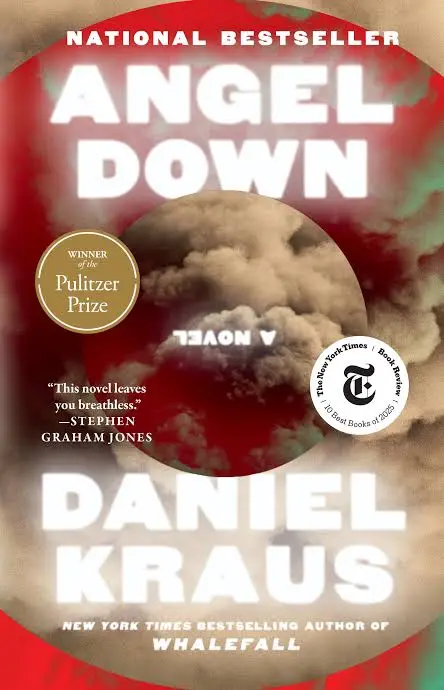 NATIONAL BESTSELLER
ANGEL
DOWN
WINNER
of the
Pulitzer
Prize
A NOVEL
The New York Times | Book Review
10 Best Books of 2025
T
“This novel leaves
you breathless.”
—STEPHEN
GRAHAM JONES
DANIEL
KRAUS
NEW YORK TIMES BESTSELLING AUTHOR OF
WHALEFALL